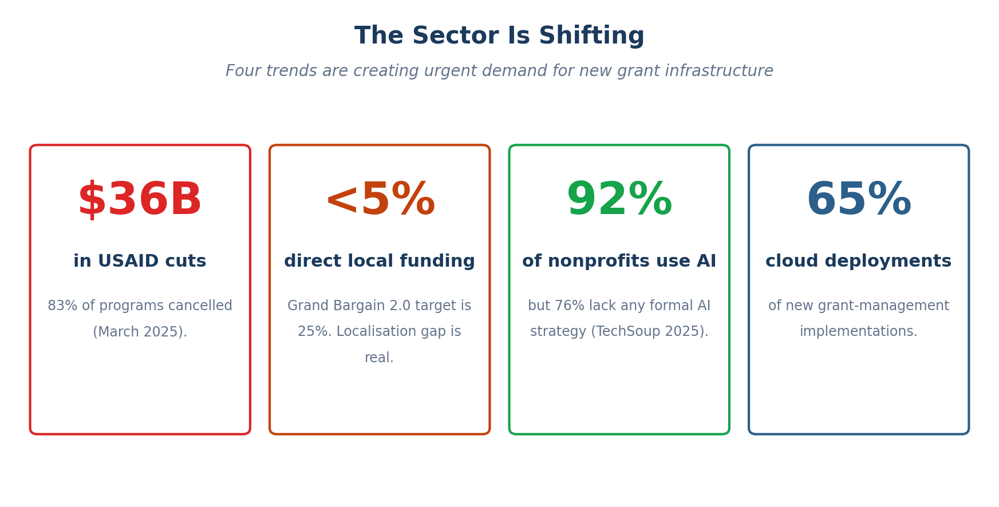 The Sector Is Shifting
Four trends are creating urgent demand for new grant infrastructure
$36B
in USAID cuts
83% of programs cancelled
(March 2025).
<5%
direct local funding
Grand Bargain 2.0 target is
25%. Localisation gap is
real.
92%
of nonprofits use AI
but 76% lack any formal AI
strategy (TechSoup 2025).
65%
cloud deployments
of new grant-management
implementations.